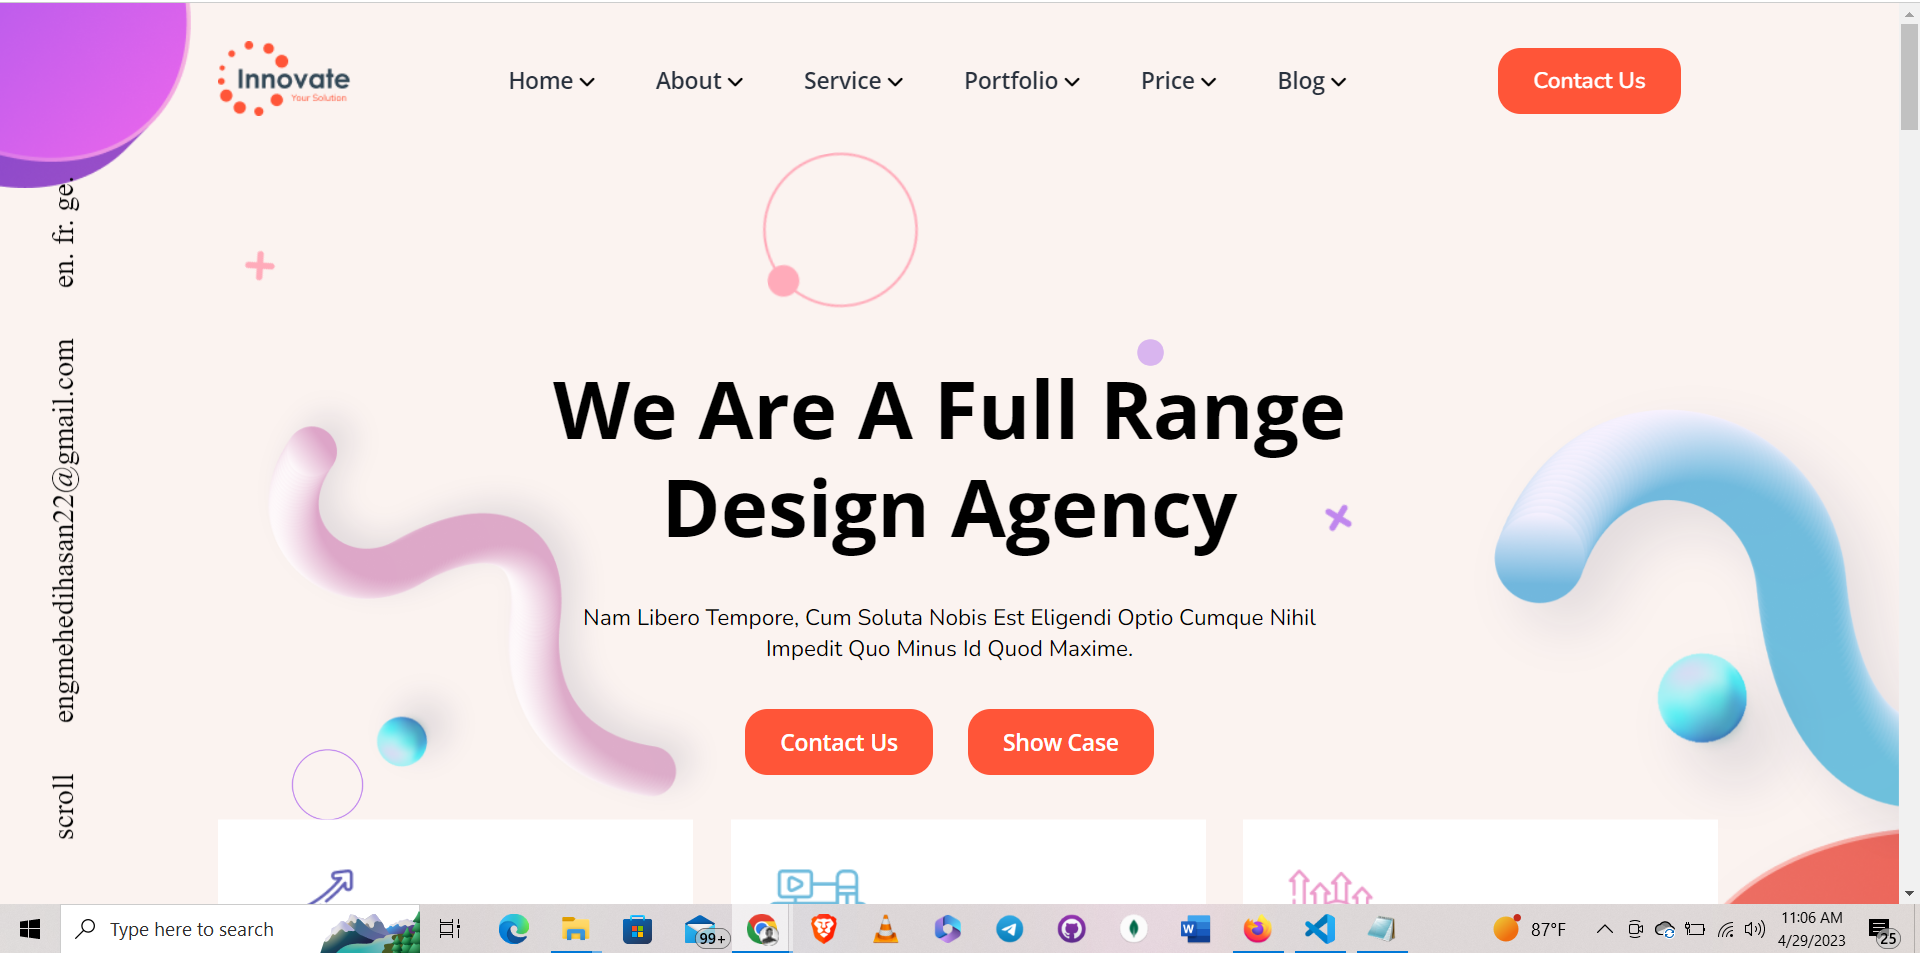 Innovate
Your Solution
Home
About
Service
Portfolio
Price
Blog
Contact Us
en. fr. ge.
engmehedihasan22@gmail.com
scroll
We Are A Full Range
Design Agency
Nam Libero Tempore, Cum Soluta Nobis Est Eligendi Optio Cumque Nihil
Impedit Quo Minus Id Quod Maxime.
Contact Us
Show Case
Type here to search
99+
W
87°F
11:06 AM
4/29/2023
25